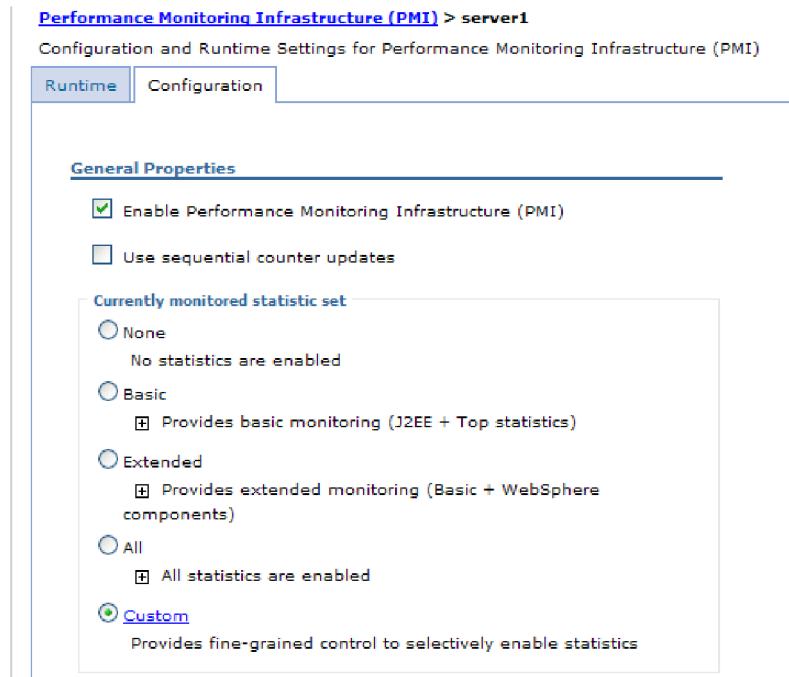 Performance Monitoring Infrastructure (PMI) > server1
Configuration and Runtime Settings for Performance Monitoring Infrastructure (PMI)
Runtime
Configuration
General Properties
Enable Performance Monitoring Infrastructure (PMI)
Use sequential counter updates
Currently monitored statistic set
None
No statistics are enabled
Basic
Provides basic monitoring (J2EE + Top statistics)
Extended
Provides extended monitoring (Basic + WebSphere
components)
All
All statistics are enabled
Custom
Provides fine-grained control to selectively enable statistics